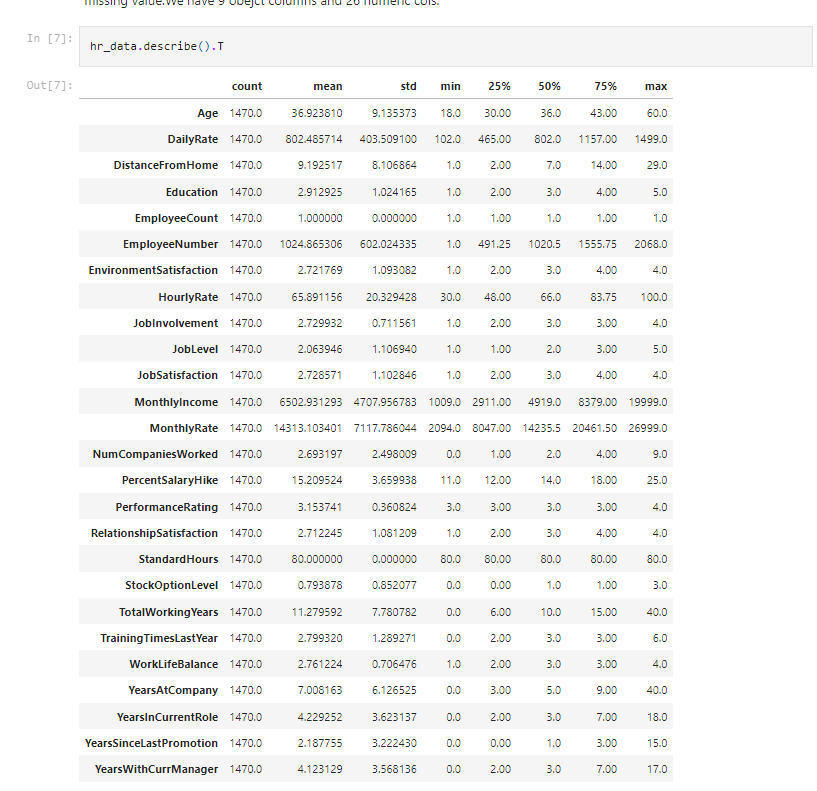 missing value.We have 9 obejct columns and 26 numeric cols.
In [7]: hr_data.describe().T
Out[7]:
count mean std min 25% 50% 75% max
Age 1470.0 36.923810 9.135373 18.0 30.00 36.0 43.00 60.0
DailyRate 1470.0 802.485714 403.509100 102.0 465.00 802.0 1157.00 1499.0
DistanceFromHome 1470.0 9.192517 8.106864 1.0 2.00 7.0 14.00 29.0
Education 1470.0 2.912925 1.024165 1.0 2.00 3.0 4.00 5.0
EmployeeCount 1470.0 1.000000 0.000000 1.0 1.00 1.0 1.00 1.0
EmployeeNumber 1470.0 1024.865306 602.024335 1.0 491.25 1020.5 1555.75 2068.0
EnvironmentSatisfaction 1470.0 2.721769 1.093082 1.0 2.00 3.0 4.00 4.0
HourlyRate 1470.0 65.891156 20.329428 30.0 48.00 66.0 83.75 100.0
JobInvolvement 1470.0 2.729932 0.711561 1.0 2.00 3.0 3.00 4.0
JobLevel 1470.0 2.063946 1.106940 1.0 1.00 2.0 3.00 5.0
JobSatisfaction 1470.0 2.728571 1.102846 1.0 2.00 3.0 4.00 4.0
MonthlyIncome 1470.0 6502.931293 4707.956783 1009.0 2911.00 4919.0 8379.00 19999.0
MonthlyRate 1470.0 14313.103401 7117.786044 2094.0 8047.00 14235.5 20461.50 26999.0
NumCompaniesWorked 1470.0 2.693197 2.498009 0.0 1.00 2.0 4.00 9.0
PercentSalaryHike 1470.0 15.209524 3.659938 11.0 12.00 14.0 18.00 25.0
PerformanceRating 1470.0 3.153741 0.360824 3.0 3.00 3.0 3.00 4.0
RelationshipSatisfaction 1470.0 2.712245 1.081209 1.0 2.00 3.0 4.00 4.0
StandardHours 1470.0 80.000000 0.000000 80.0 80.00 80.0 80.00 80.0
StockOptionLevel 1470.0 0.793878 0.852077 0.0 0.00 1.0 1.00 3.0
TotalWorkingYears 1470.0 11.279592 7.780782 0.0 6.00 10.0 15.00 40.0
TrainingTimesLastYear 1470.0 2.799320 1.289271 0.0 2.00 3.0 3.00 6.0
WorkLifeBalance 1470.0 2.761224 0.706476 1.0 2.00 3.0 3.00 4.0
YearsAtCompany 1470.0 7.008163 6.126525 0.0 3.00 5.0 9.00 40.0
YearsInCurrentRole 1470.0 4.229252 3.623137 0.0 2.00 3.0 7.00 18.0
YearsSinceLastPromotion 1470.0 2.187755 3.222430 0.0 0.00 1.0 3.00 15.0
YearsWithCurrManager 1470.0 4.123129 3.568136 0.0 2.00 3.0 7.00 17.0